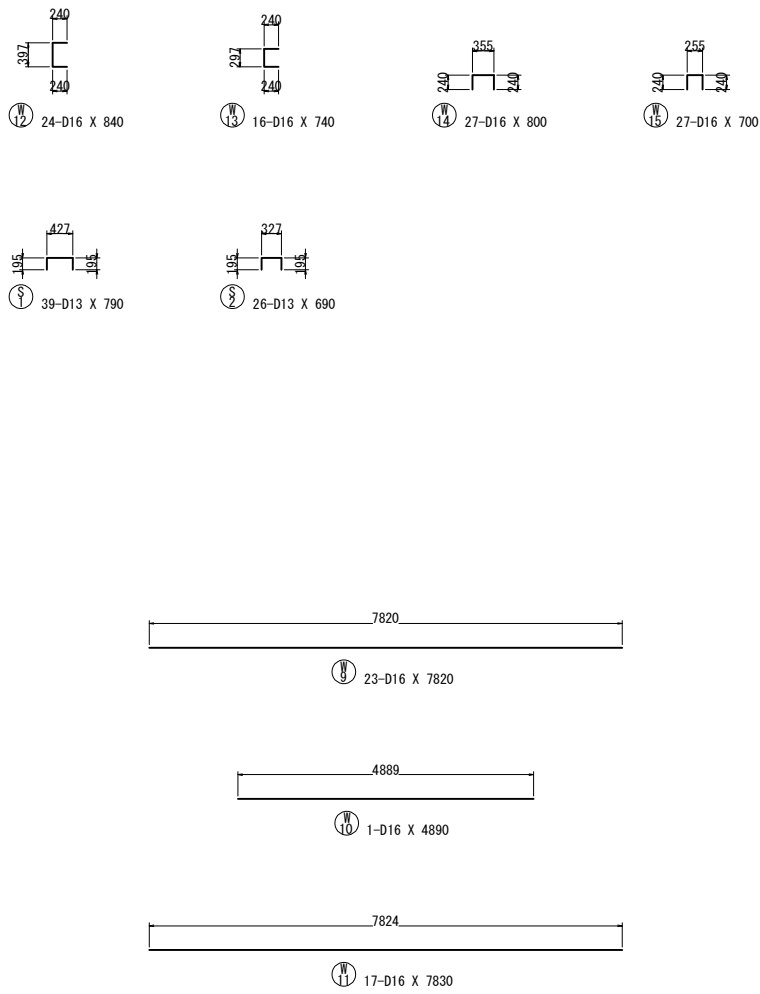 240
397
240
W
12 24-D16 X 840
240
297
240
W
13 16-D16 X 740
355
240 240
W
14 27-D16 X 800
255
240 240
W
15 27-D16 X 700
427
195 195
S
1 39-D13 X 790
327
195 195
S
2 26-D13 X 690
7820
W
9 23-D16 X 7820
4889
W
10 1-D16 X 4890
7824
W
11 17-D16 X 7830